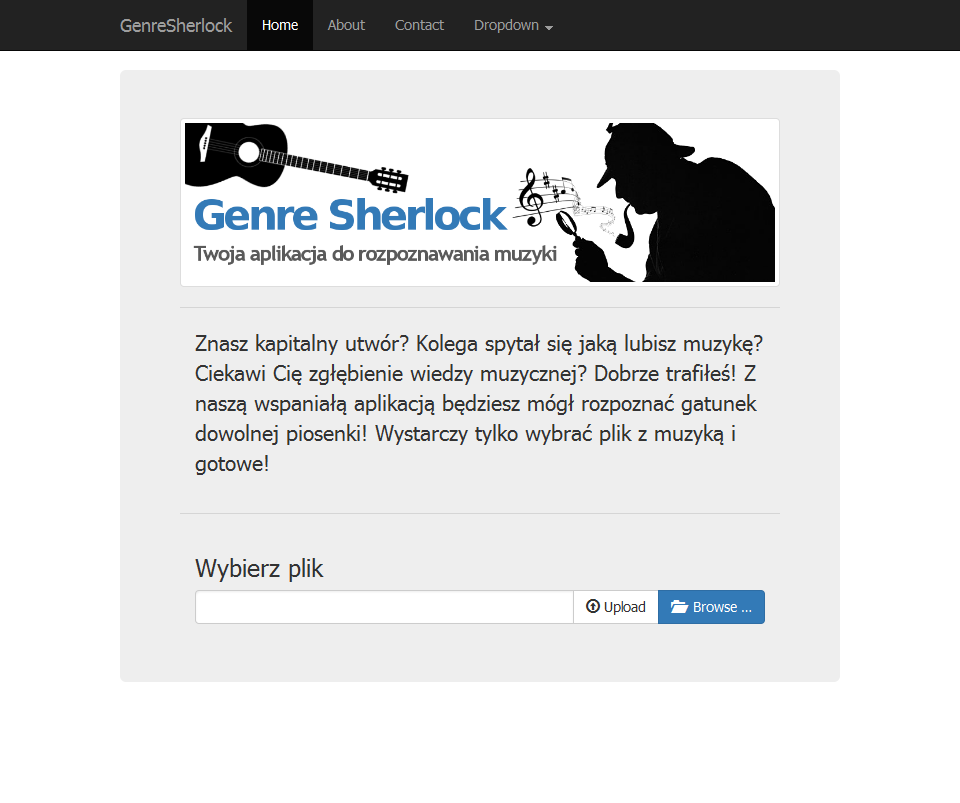 GenreSherlock Home About Contact Dropdown
Genre Sherlock
Twoja aplikacja do rozpoznawania muzyki
Znasz kapitalny utwór? Kolega spytał się jaką lubisz muzykę?
Ciekawi Cię zgłębienie wiedzy muzycznej? Dobrze trafiłeś! Z
naszą wspaniałą aplikacją będziesz mógł rozpoznać gatunek
dowolnej piosenki! Wystarczy tylko wybrać plik z muzyką i
gotowe!
Wybierz plik
Upload Browse ...